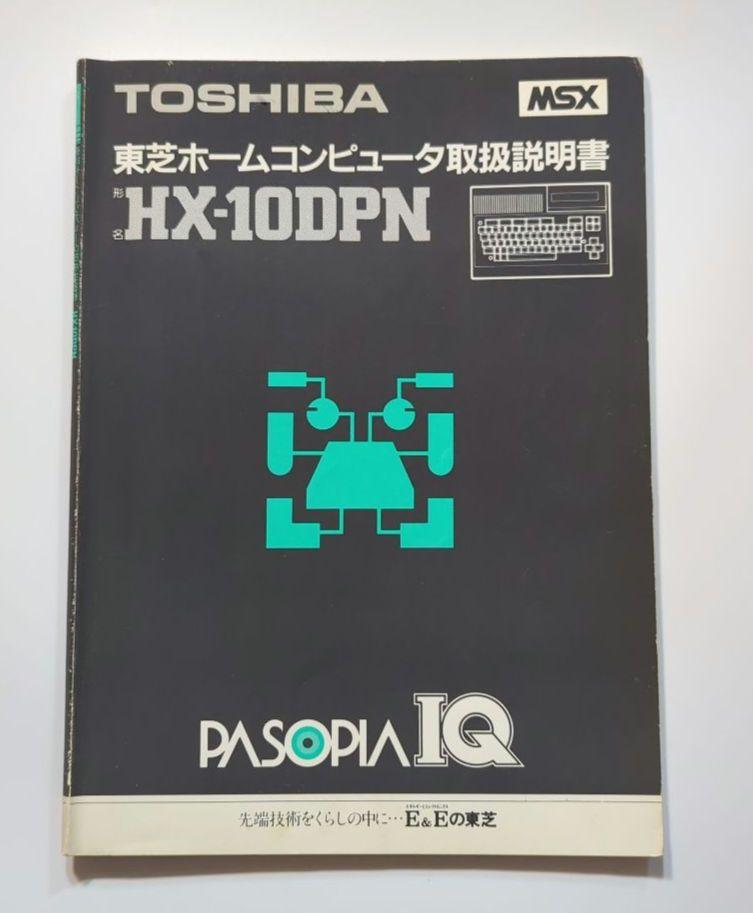 TOSHIBA
MSX
東芝ホームコンピュータ取扱説明書
形名 HX-10DPN
PASOPIA IQ
先端技術をくらしの中に…E&Eの東芝